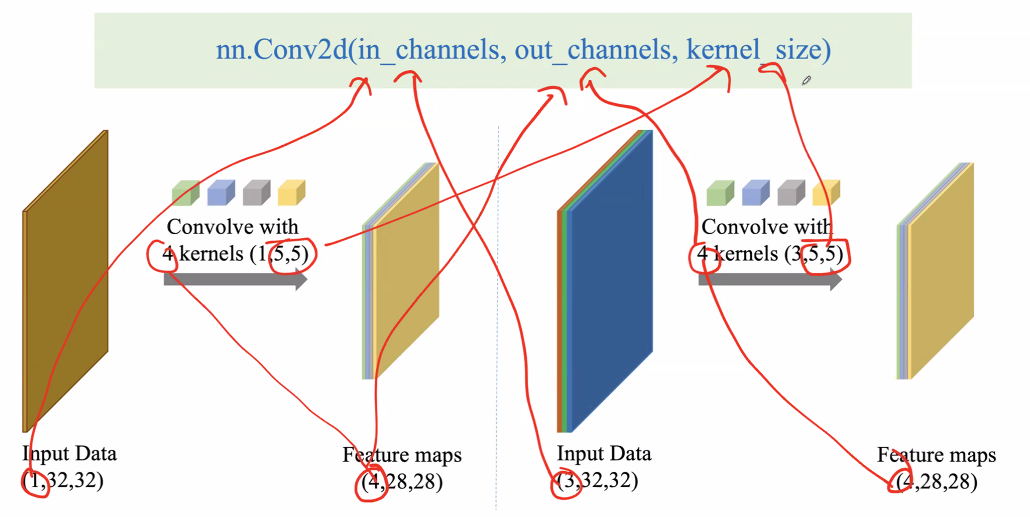 nn.Conv2d(in_channels, out_channels, kernel_size)
Convolve with
4 kernels (1,5,5)
Input Data
(1,32,32)
Feature maps
(4,28,28)
Convolve with
4 kernels (3,5,5)
Input Data
(3,32,32)
Feature maps
(4,28,28)